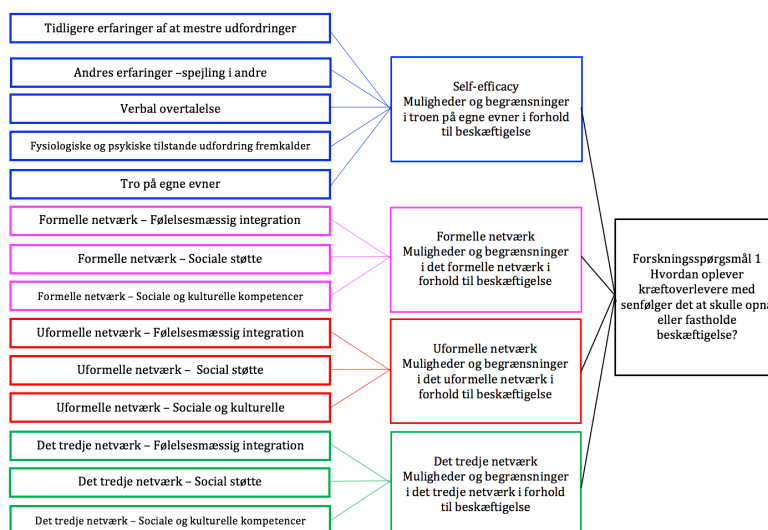 Tidligere erfaringer af at mestre udfordringer
Andres erfaringer –spejling i andre
Verbal overtalelse
Fysiologiske og psykiske tilstande udfordring fremkalder
Tro på egne evner
Formelle netværk – Følelsesmæssig integration
Formelle netværk – Sociale støtte
Formelle netværk – Sociale og kulturelle kompetencer
Uformelle netværk – Følelsesmæssig integration
Uformelle netværk –  Social støtte
Uformelle netværk – Sociale og kulturelle
Det tredje netværk – Følelsesmæssig integration
Det tredje netværk – Social støtte
Det tredje netværk – Sociale og kulturelle kompetencer
Self-efficacy
Muligheder og begrænsninger
i troen på egne evner i forhold
til beskæftigelse
Formelle netværk
Muligheder og begrænsninger
i det formelle netværk i
forhold til beskæftigelse
Uformelle netværk
Muligheder og begrænsninger
i det uformelle netværk i
forhold til beskæftigelse
Det tredje netværk
Muligheder og begrænsninger
i det tredje netværk i forhold
til beskæftigelse
Forskningsspørgsmål 1
Hvordan oplever
kræftoverlevere med
senfølger det at skulle opnå
eller fastholde
beskæftigelse?